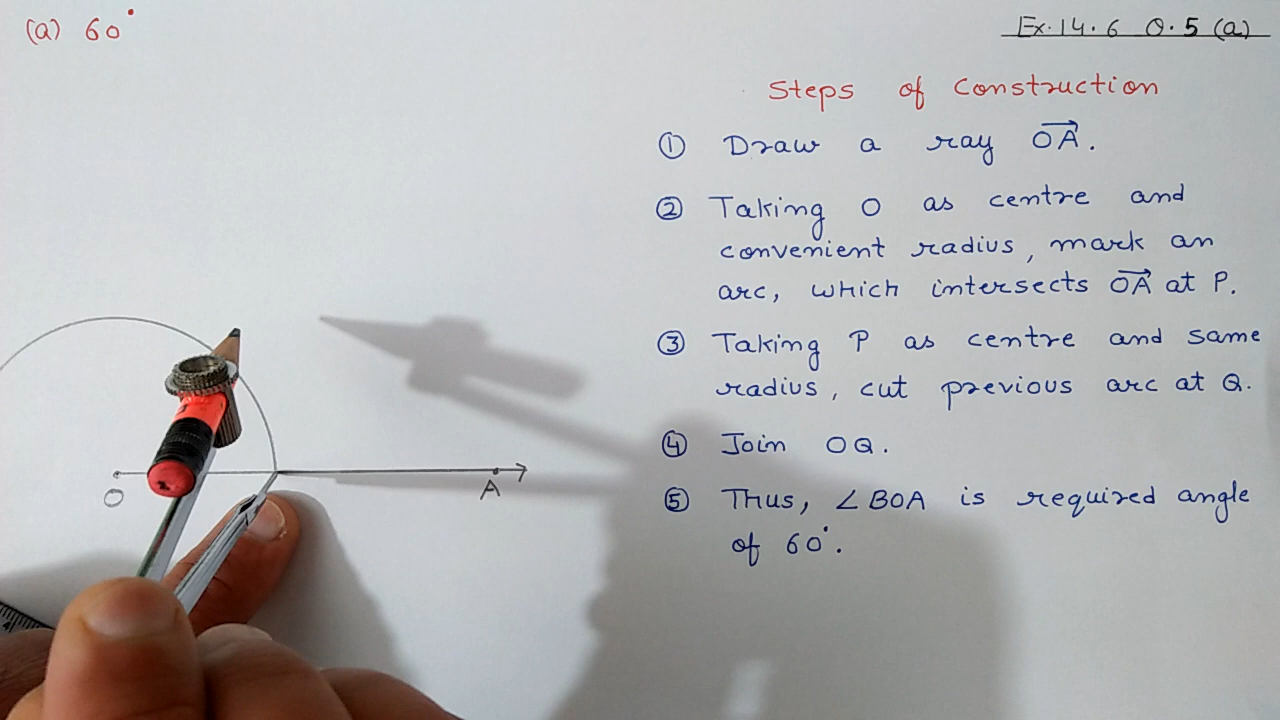 (a) 60°
Ex. 14.6 Q.5 (a)
Steps of Construction
① Draw a ray O⃗A⃗.
② Taking O as centre and
convenient radius, mark an
arc, which intersects O⃗A⃗ at P.
③ Taking P as centre and same
radius, cut previous arc at Q.
④ Join OQ.
⑤ Thus, ∠BOA is required angle
of 60°.
O
A